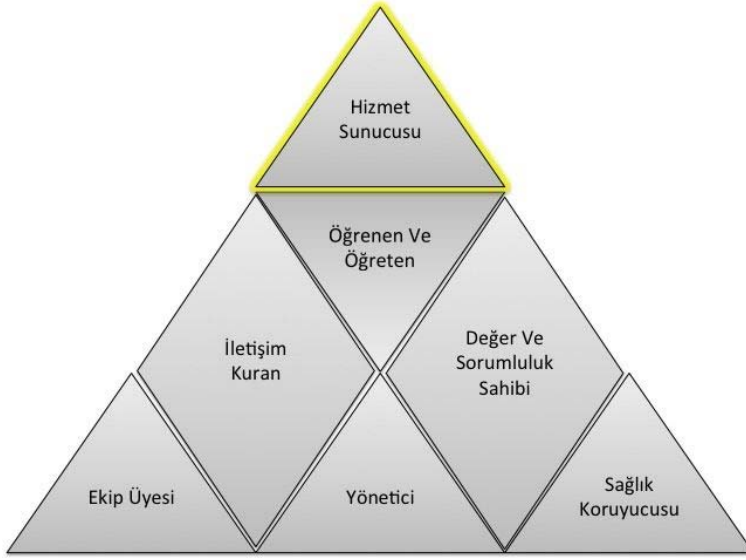 Hizmet
Sunucusu
Öğrenen Ve
Öğreten
İletişim
Kuran
Değer Ve
Sorumluluk
Sahibi
Ekip Üyesi
Yönetici
Sağlık
Koruyucusu